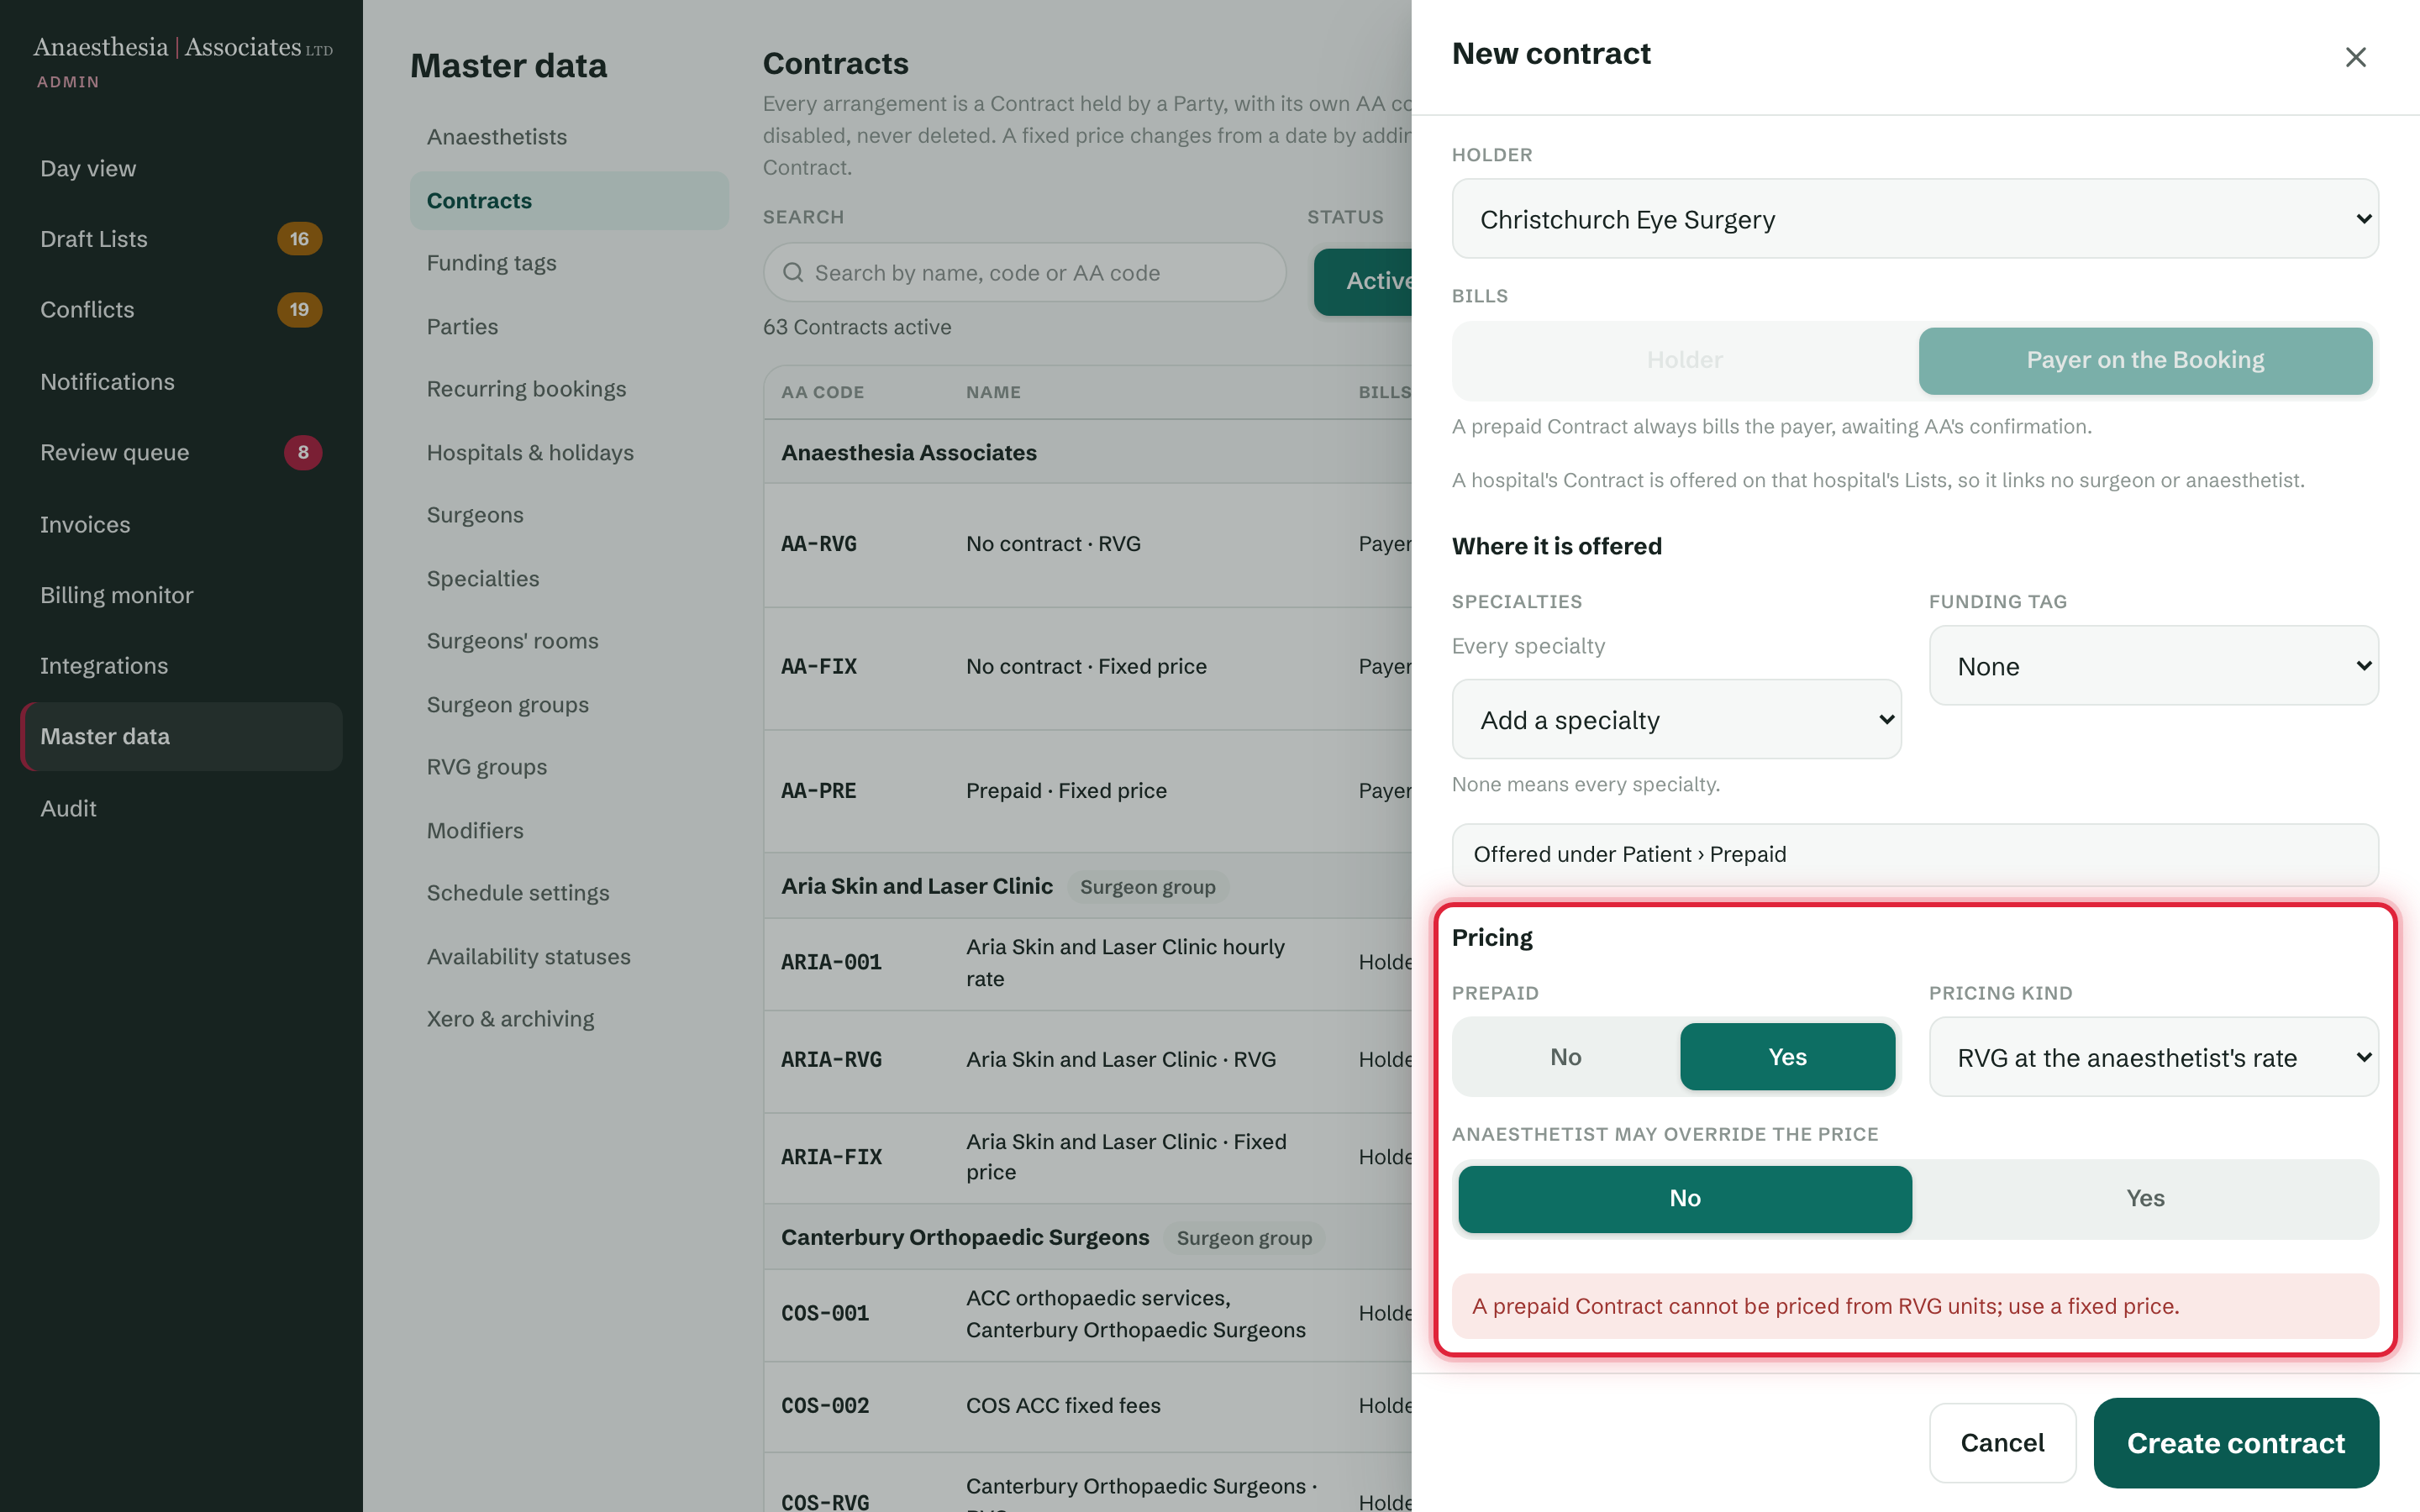 Anaesthesia | Associates LTD
ADMIN
Day view
Draft Lists 16
Conflicts 19
Notifications
Review queue 8
Invoices
Billing monitor
Integrations
Master data
Audit
Master data
Anaesthetists
Contracts
Funding tags
Parties
Recurring bookings
Hospitals & holidays
Surgeons
Specialties
Surgeons' rooms
Surgeon groups
RVG groups
Modifiers
Schedule settings
Availability statuses
Xero & archiving
Contracts
Every arrangement is a Contract held by a Party, with its own AA co
disabled, never deleted. A fixed price changes from a date by addin
Contract.
SEARCH STATUS
Search by name, code or AA code Active
63 Contracts active
AA CODE NAME BILLS
Anaesthesia Associates
AA-RVG No contract · RVG Payer
AA-FIX No contract · Fixed price Payer
AA-PRE Prepaid · Fixed price Payer
Aria Skin and Laser Clinic Surgeon group
ARIA-001 Aria Skin and Laser Clinic hourly
rate Holde
ARIA-RVG Aria Skin and Laser Clinic · RVG Holde
ARIA-FIX Aria Skin and Laser Clinic · Fixed
price Holde
Canterbury Orthopaedic Surgeons Surgeon group
COS-001 ACC orthopaedic services,
Canterbury Orthopaedic Surgeons Holde
COS-002 COS ACC fixed fees Holde
COS-RVG Canterbury Orthopaedic Surgeons ·
Holde
New contract
HOLDER
Christchurch Eye Surgery
BILLS
Holder Payer on the Booking
A prepaid Contract always bills the payer, awaiting AA's confirmation.
A hospital's Contract is offered on that hospital's Lists, so it links no surgeon or anaesthetist.
Where it is offered
SPECIALTIES FUNDING TAG
Every specialty None
Add a specialty
None means every specialty.
Offered under Patient › Prepaid
Pricing
PREPAID PRICING KIND
No Yes RVG at the anaesthetist's rate
ANAESTHETIST MAY OVERRIDE THE PRICE
No Yes
A prepaid Contract cannot be priced from RVG units; use a fixed price.
Cancel Create contract